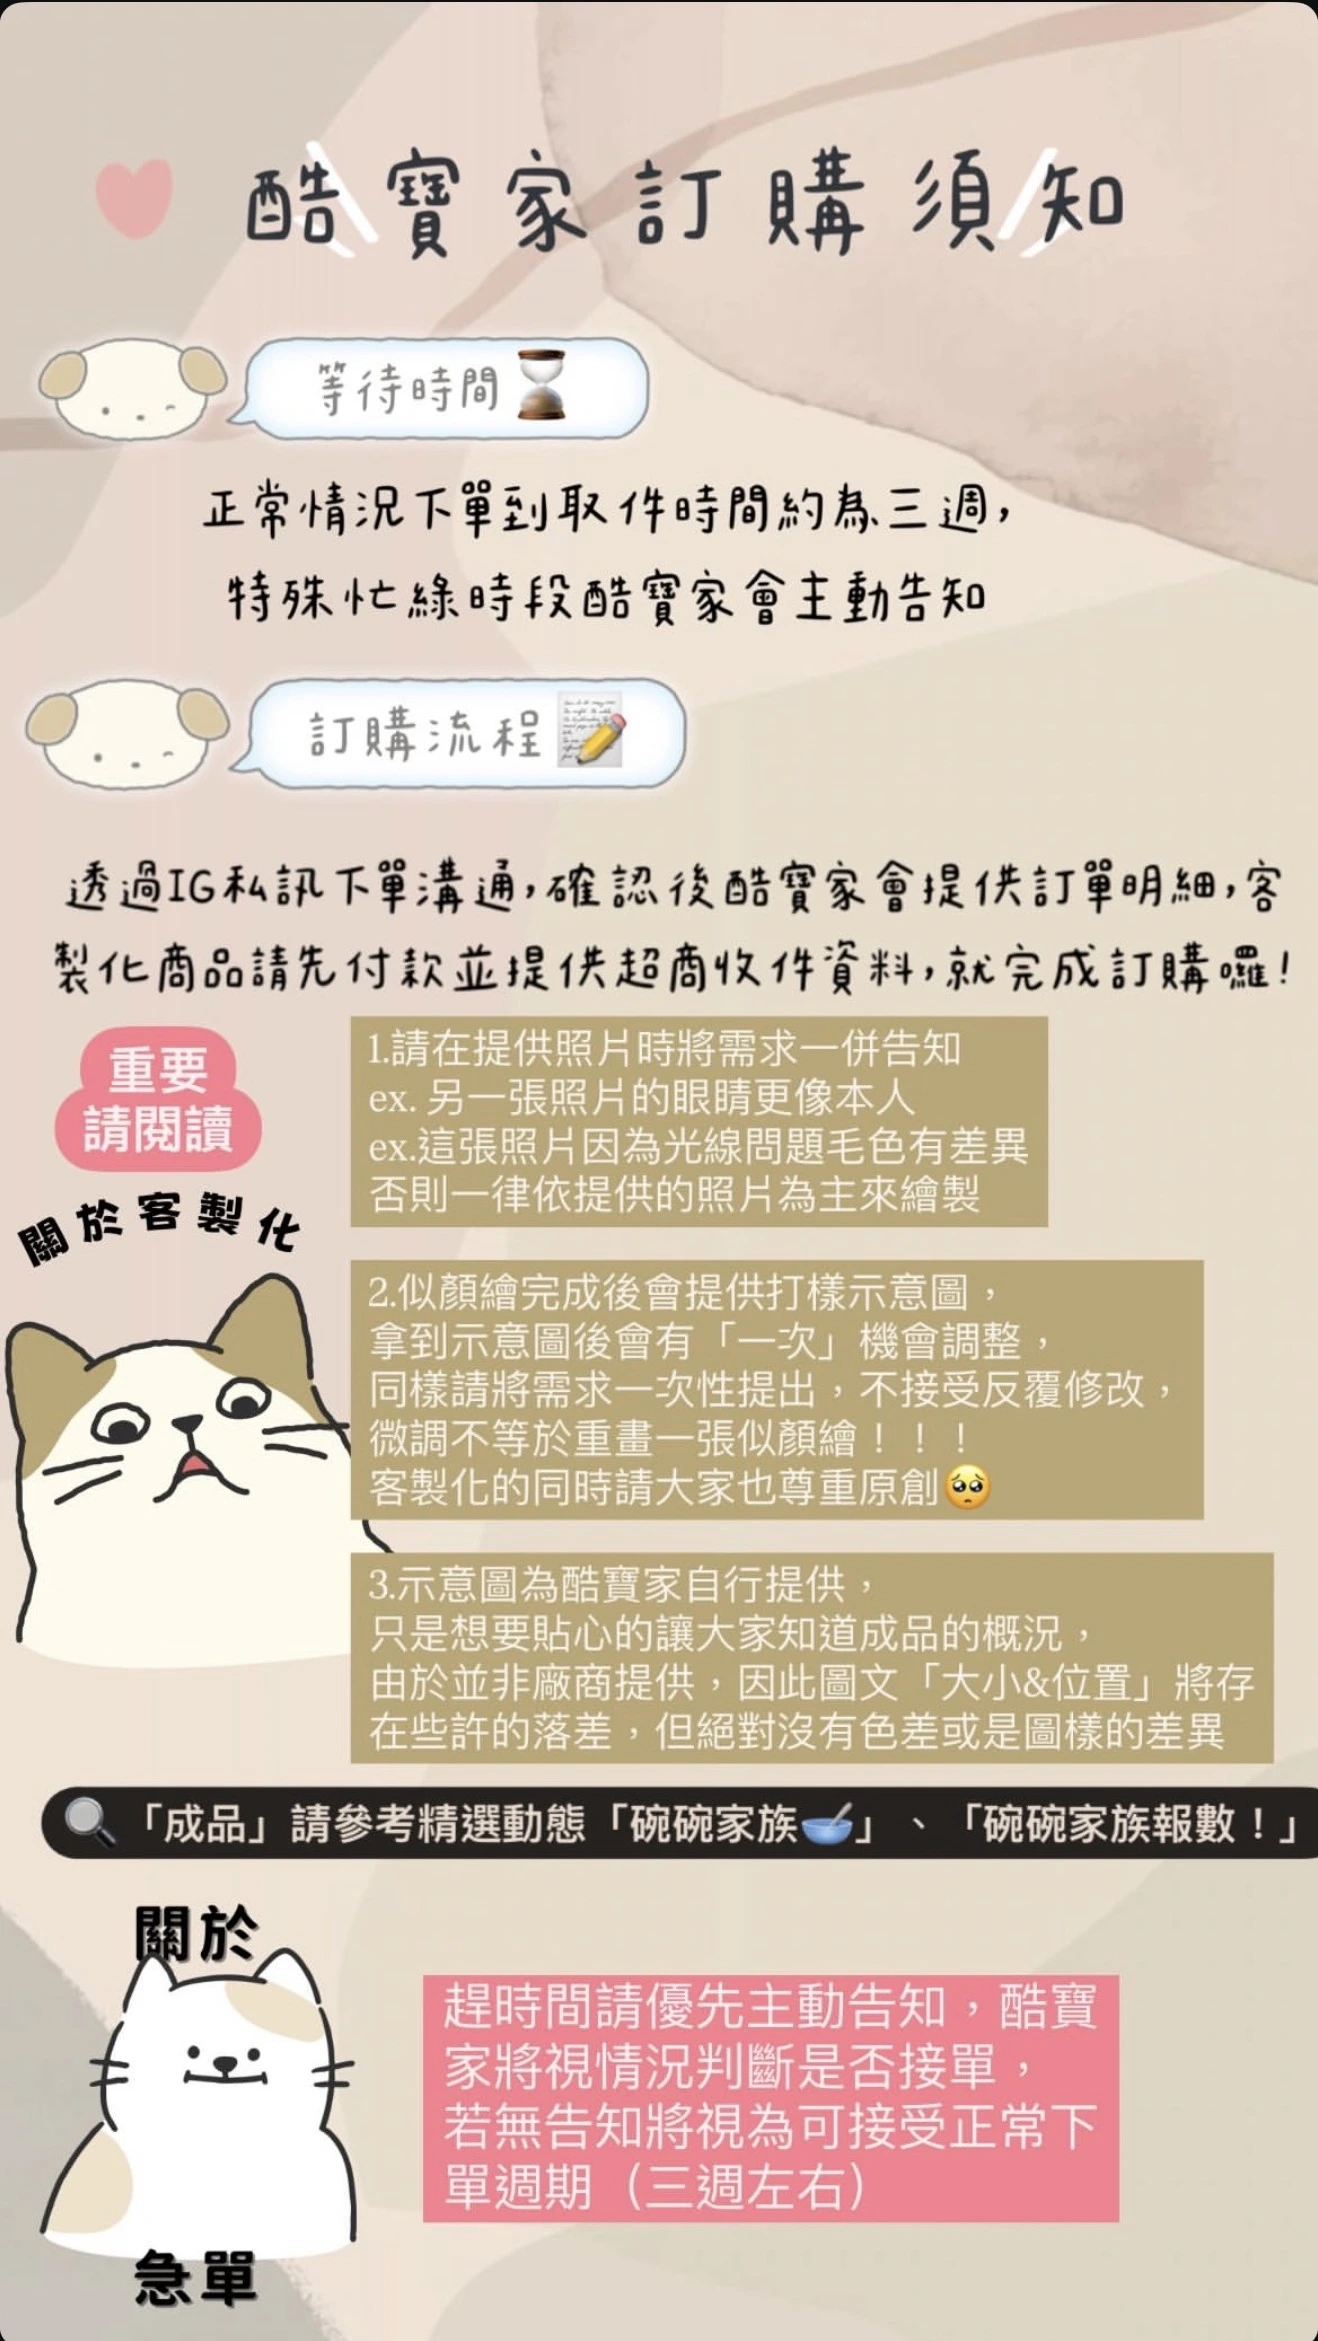 酷寶家訂購須知
等待時間⏳
正常情況下單到取件時間約為三週，
特殊忙綠時段酷寶家會主動告知
訂購流程📝
透過IG私訊下單溝通，確認後酷寶家會提供訂單明細，客
製化商品請先付款並提供超商收件資料，就完成訂購囉！
重要
請閱讀
關於客製化
1.請在提供照片時將需求一併告知
ex. 另一張照片的眼睛更像本人
ex.這張照片因為光線問題毛色有差異
否則一律依提供的照片為主來繪製
2.似顏繪完成後會提供打樣示意圖，
拿到示意圖後會有「一次」機會調整，
同樣請將需求一次性提出，不接受反覆修改，
微調不等於重畫一張似顏繪！！！
客製化的同時請大家也尊重原創🥺
3.示意圖為酷寶家自行提供，
只是想要貼心的讓大家知道成品的概況，
由於並非廠商提供，因此圖文「大小&位置」將存
在些許的落差，但絕對沒有色差或是圖樣的差異
🔍「成品」請參考精選動態「碗碗家族🥣」、「碗碗家族報數！」
關於
急單
趕時間請優先主動告知，酷寶
家將視情況判斷是否接單，
若無告知將視為可接受正常下
單週期（三週左右）